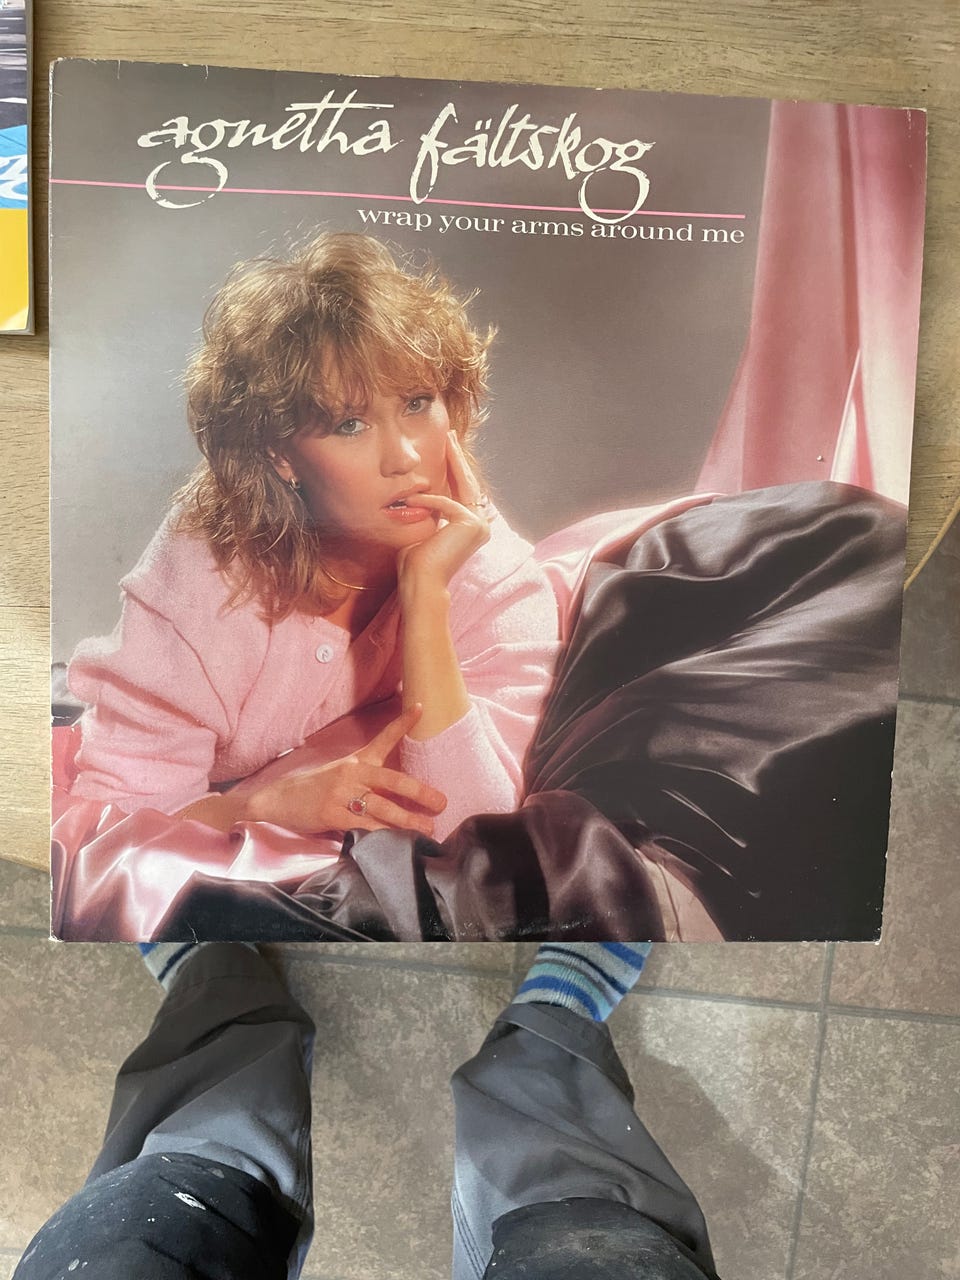 agnetha fältskog
wrap your arms around me